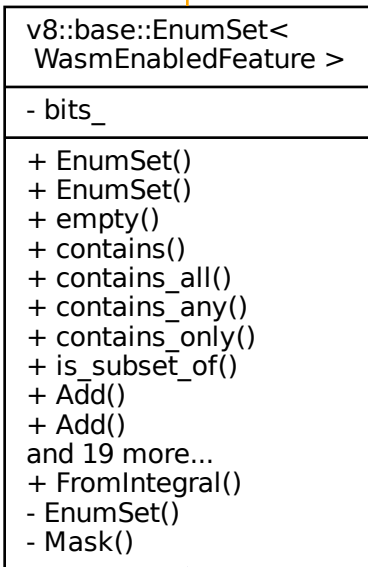 v8::base::EnumSet<
WasmEnabledFeature >
- bits_
+ EnumSet()
+ EnumSet()
+ empty()
+ contains()
+ contains_all()
+ contains_any()
+ contains_only()
+ is_subset_of()
+ Add()
+ Add()
and 19 more...
+ FromIntegral()
- EnumSet()
- Mask()